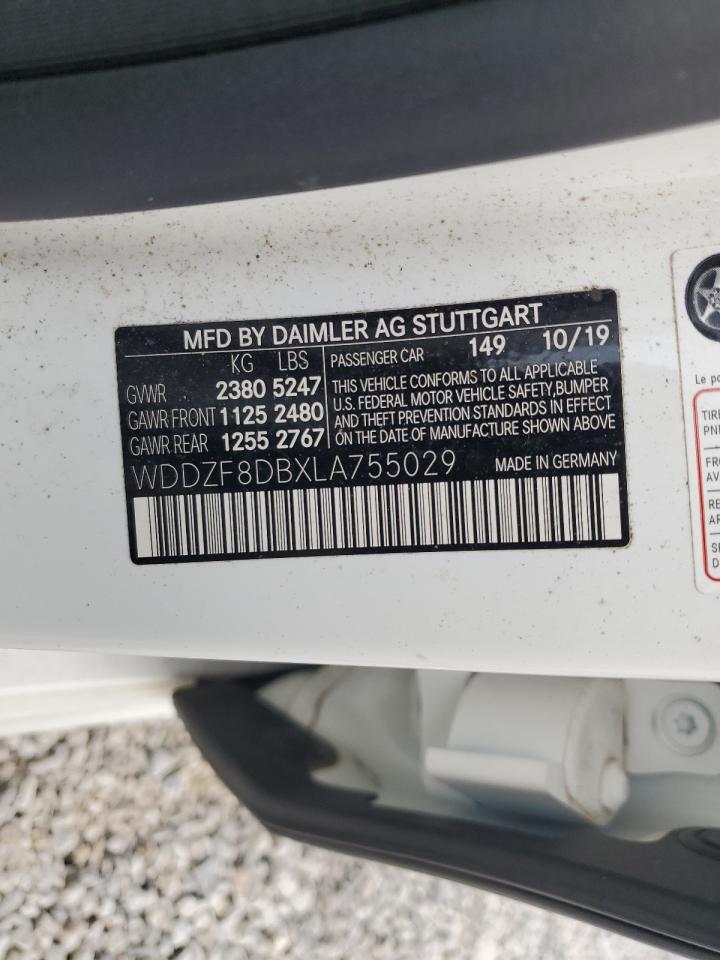 MFD BY DAIMLER AG STUTTGART
KG LBS
GVWR 2380 5247
GAWR FRONT 1125 2480
GAWR REAR 1255 2767
PASSENGER CAR 149 10/19
THIS VEHICLE CONFORMS TO ALL APPLICABLE
U.S. FEDERAL MOTOR VEHICLE SAFETY, BUMPER
AND THEFT PREVENTION STANDARDS IN EFFECT
ON THE DATE OF MANUFACTURE SHOWN ABOVE
WDDZF8DBXLA755029 MADE IN GERMANY
Le